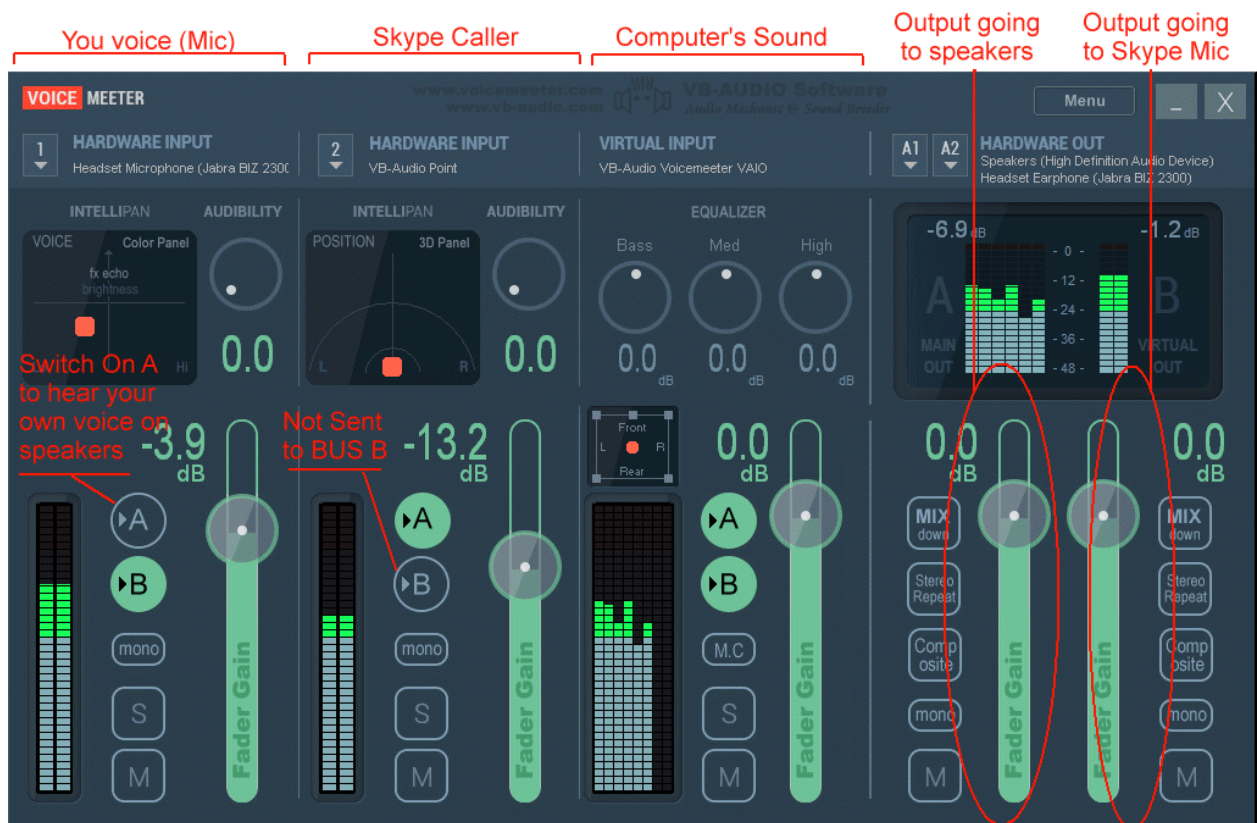 You voice (Mic)
Skype Caller
Computer's Sound
Output going
to speakers
Output going
to Skype Mic
VOICE MEETER
www.voicemeeter.com
www.vb-audio.com
VB-AUDIO Software
Audio Mechanic & Sound Breeder
Menu
_
X
1
HARDWARE INPUT
Headset Microphone (Jabra BIZ 230
2
HARDWARE INPUT
VB-Audio Point
VIRTUAL INPUT
VB-Audio Voicemeeter VAIO
A1
A2
HARDWARE OUT
Speakers (High Definition Audio Device)
Headset Earphone (Jabra BIZ 2300)
INTELLIPAN
AUDIBILITY
VOICE
Color Panel
fx echo
brightness
Hi
0.0
INTELLIPAN
AUDIBILITY
POSITION
3D Panel
L
R
0.0
EQUALIZER
Bass
Med
High
0.0 dB
0.0 dB
0.0 dB
-6.9 dB
-1.2 dB
A
MAIN
OUT
- 0 -
- 12 -
- 24 -
- 36 -
- 48 -
B
VIRTUAL
OUT
Switch On A
to hear your
own voice on
speakers
-3.9
dB
A
B
mono
S
M
Fader Gain
Not Sent
to BUS B
-13.2
dB
A
B
mono
S
M
Fader Gain
Front
L
R
Rear
0.0
dB
A
B
M.C
S
M
Fader Gain
0.0
dB
MIX
down
Stereo
Repeat
Comp
osite
mono
M
Fader Gain
Fader Gain
0.0
dB
MIX
down
Stereo
Repeat
Comp
osite
mono
M